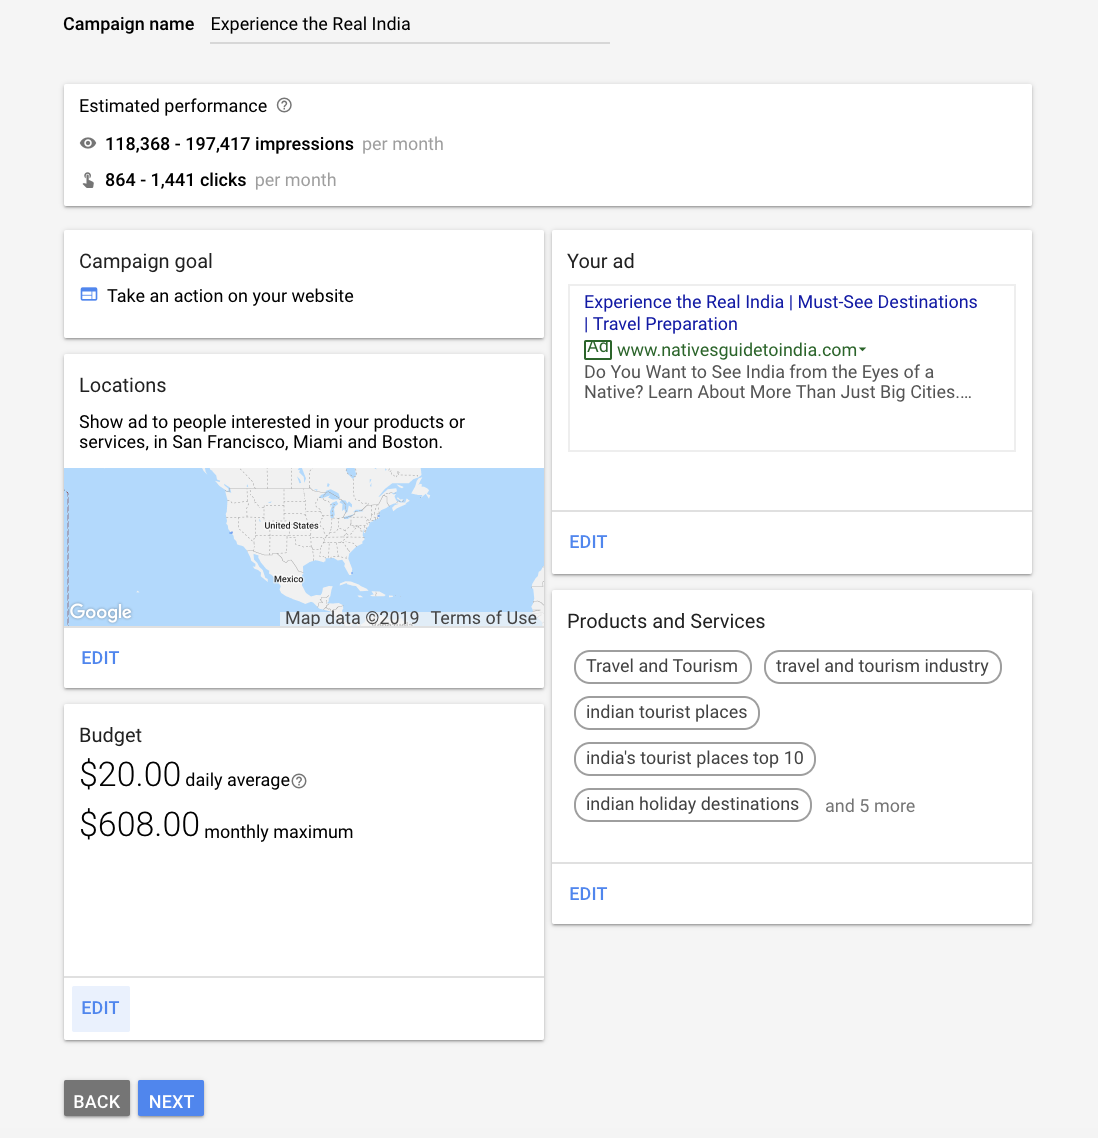 Campaign name Experience the Real India
Estimated performance
118,368 - 197,417 impressions per month
864 - 1,441 clicks per month
Campaign goal
Take an action on your website
Locations
Show ad to people interested in your products or
services, in San Francisco, Miami and Boston.
United States
Mexico
Google
Map data ©2019 Terms of Use
EDIT
Budget
$20.00 daily average
$608.00 monthly maximum
EDIT
Your ad
Experience the Real India | Must-See Destinations
| Travel Preparation
Ad www.nativesguidetoindia.com
Do You Want to See India from the Eyes of a
Native? Learn About More Than Just Big Cities....
EDIT
Products and Services
Travel and Tourism travel and tourism industry
indian tourist places
india's tourist places top 10
indian holiday destinations and 5 more
EDIT
BACK NEXT